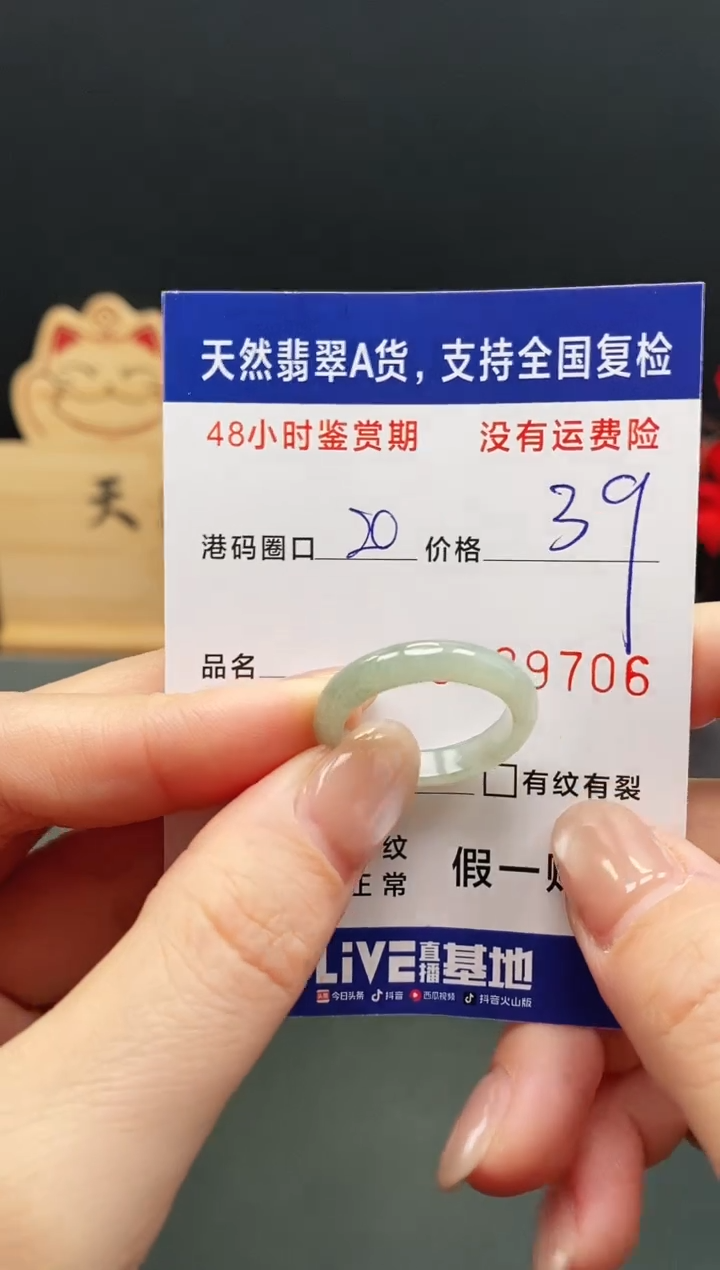 天然翡翠A货，支持全国复检
48小时鉴赏期 没有运费险
港码圈口 20 价格 39
天
品名 9706
□有纹有裂
纹
正常 假一
LiVE直播基地
今日头条 抖音 西瓜视频 抖音火山版